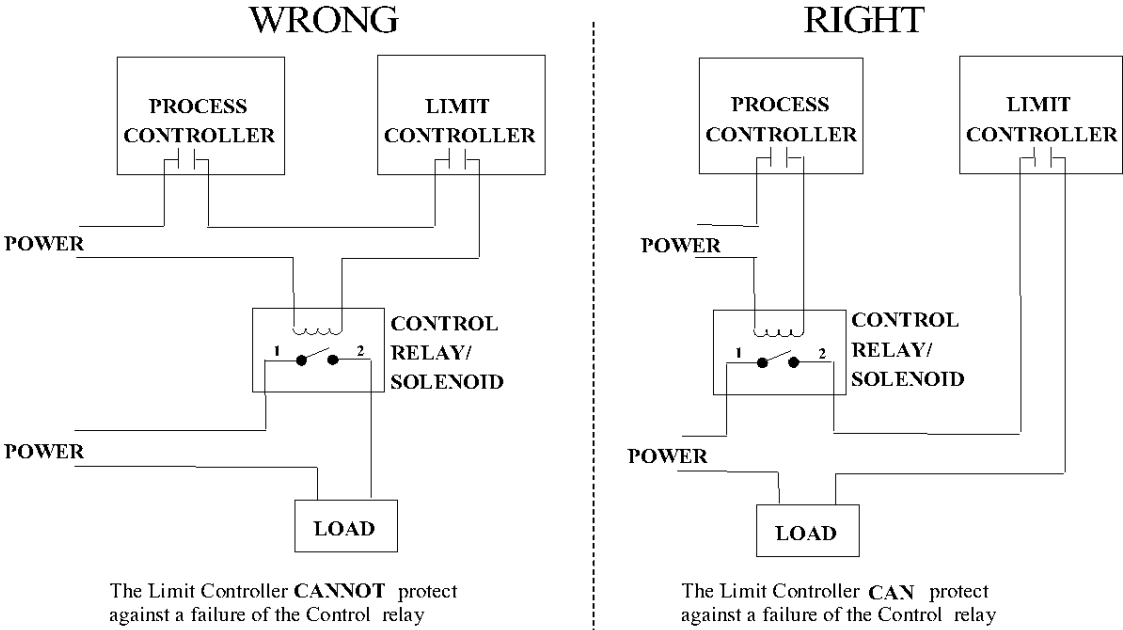 WRONG
PROCESS
CONTROLLER
LIMIT
CONTROLLER
POWER
CONTROL
RELAY/
SOLENOID
1
2
POWER
LOAD
The Limit Controller CANNOT protect
against a failure of the Control relay
RIGHT
PROCESS
CONTROLLER
LIMIT
CONTROLLER
POWER
CONTROL
RELAY/
SOLENOID
1
2
POWER
LOAD
The Limit Controller CAN protect
against a failure of the Control relay